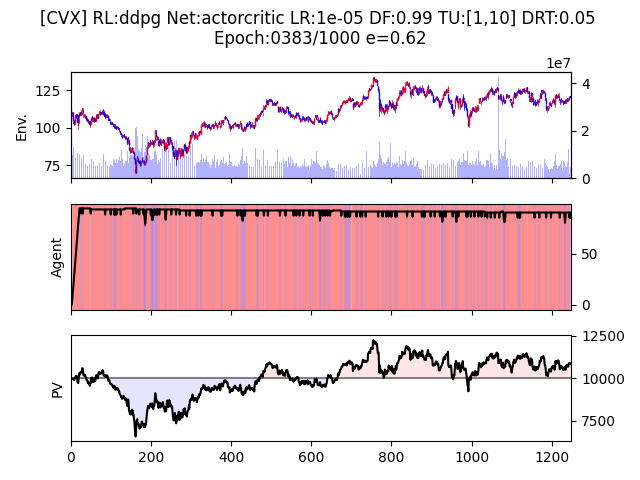 [CVX] RL:ddpg Net:actorcritic LR:1e-05 DF:0.99 TU:[1,10] DRT:0.05
Epoch:0383/1000 e=0.62
1e7
125
100
75
Env.
4
2
0
Agent
50
0
PV
12500
10000
7500
0 200 400 600 800 1000 1200